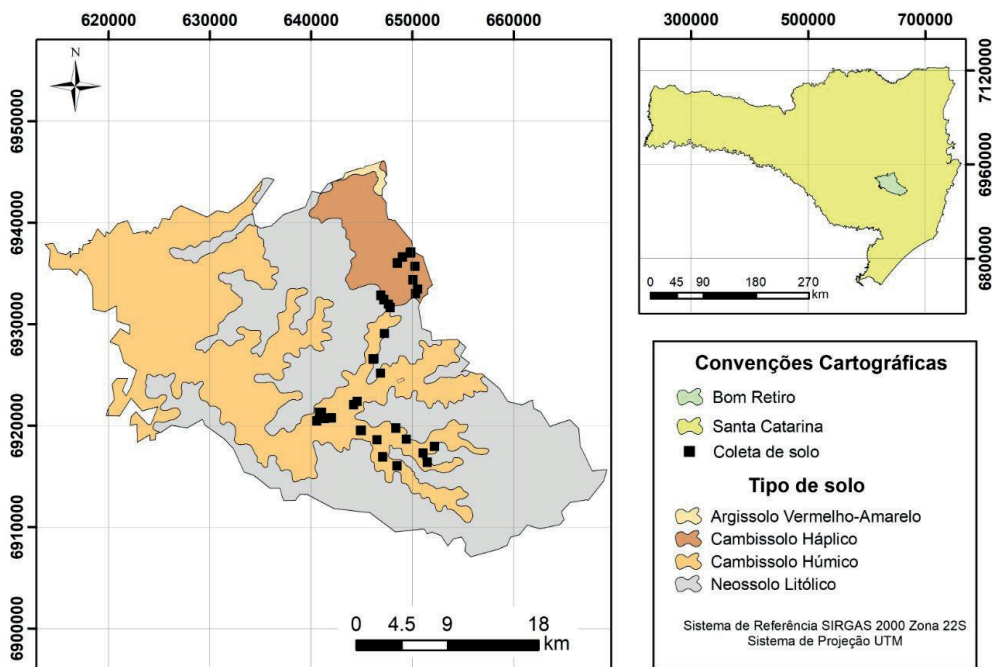 620000 630000 640000 650000 660000
N
6950000
6940000
6930000
6920000
6910000
6900000
0 4.5 9 18
km
300000 500000 700000
7120000
6960000
6800000
0 45 90 180 270
km
Convenções Cartográficas
Bom Retiro
Santa Catarina
Coleta de solo
Tipo de solo
Argissolo Vermelho-Amarelo
Cambissolo Háplico
Cambissolo Húmico
Neossolo Litólico
Sistema de Referência SIRGAS 2000 Zona 22S
Sistema de Projeção UTM